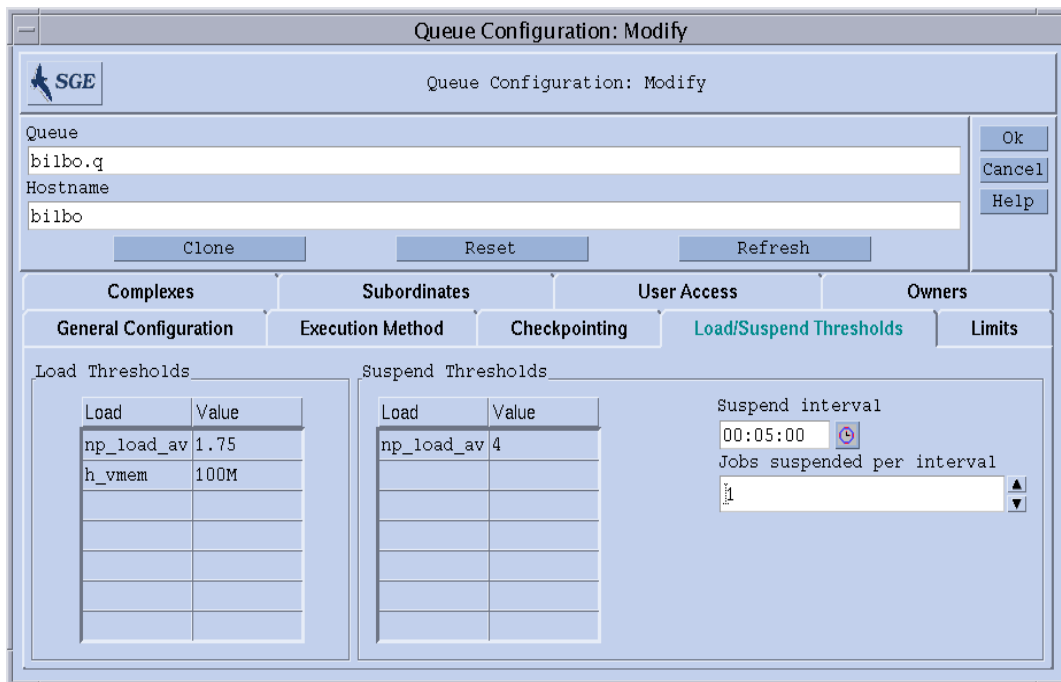 Queue Configuration: Modify
SGE
Queue Configuration: Modify
Queue
bilbo.q
Hostname
bilbo
Ok
Cancel
Help
Clone Reset Refresh
Complexes Subordinates User Access Owners
General Configuration Execution Method Checkpointing Load/Suspend Thresholds Limits
Load Thresholds
Load Value
np_load_av 1.75
h_vmem 100M
Suspend Thresholds
Load Value
np_load_av 4
Suspend interval
00:05:00
Jobs suspended per interval
1